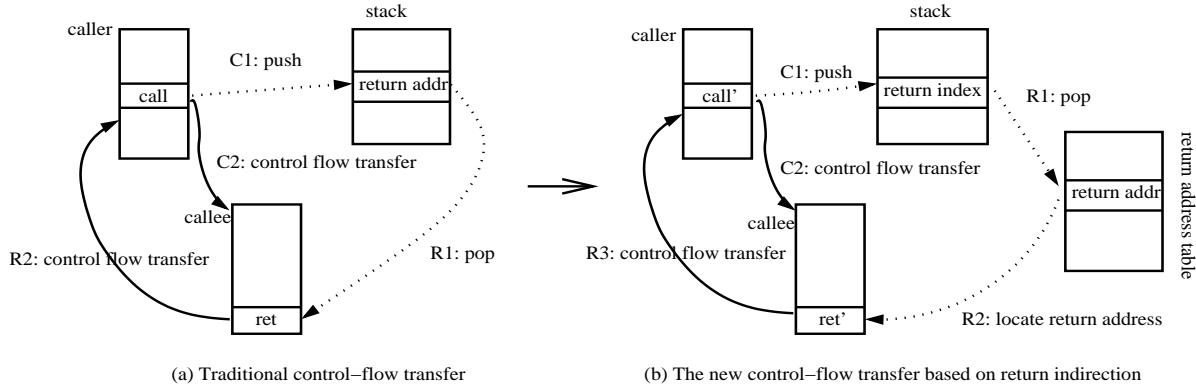 stack
caller
C1: push
return addr
call
C2: control flow transfer
callee
R2: control flow transfer
R1: pop
ret
(a) Traditional control−flow transfer
stack
caller
C1: push
return index
call’
R1: pop
C2: control flow transfer
return addr
return address table
callee
R3: control flow transfer
ret’
R2: locate return address
(b) The new control−flow transfer based on return indirection